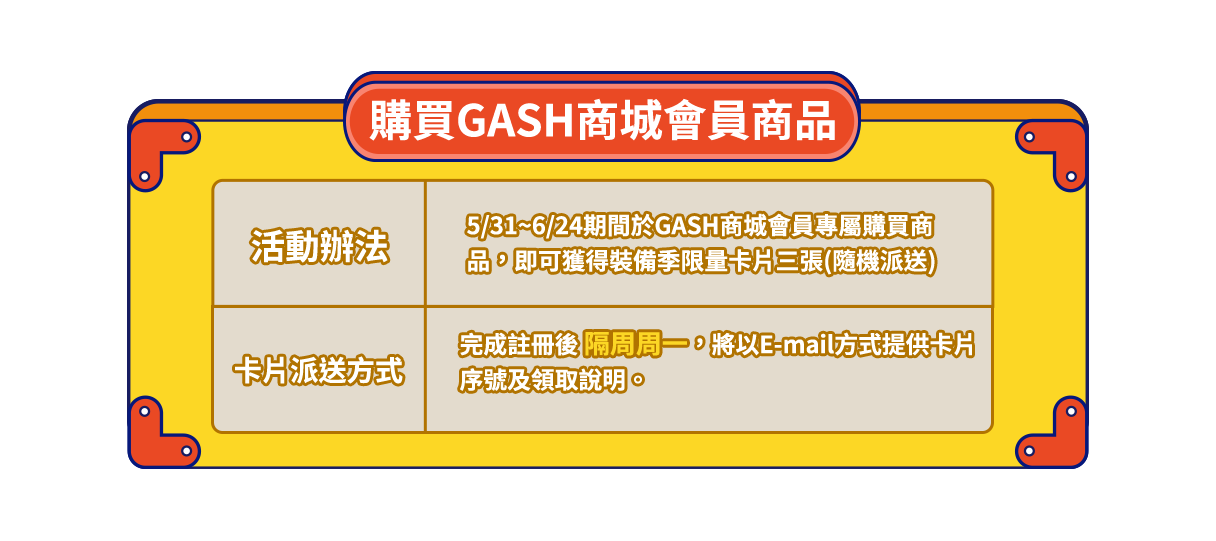 購買GASH商城會員商品
活動辦法
5/31~6/24期間於GASH商城會員專屬購買商
品，即可獲得裝備季限量卡片三張(隨機派送)
卡片派送方式
完成註冊後 隔周周一，將以E-mail方式提供卡片
序號及領取說明。